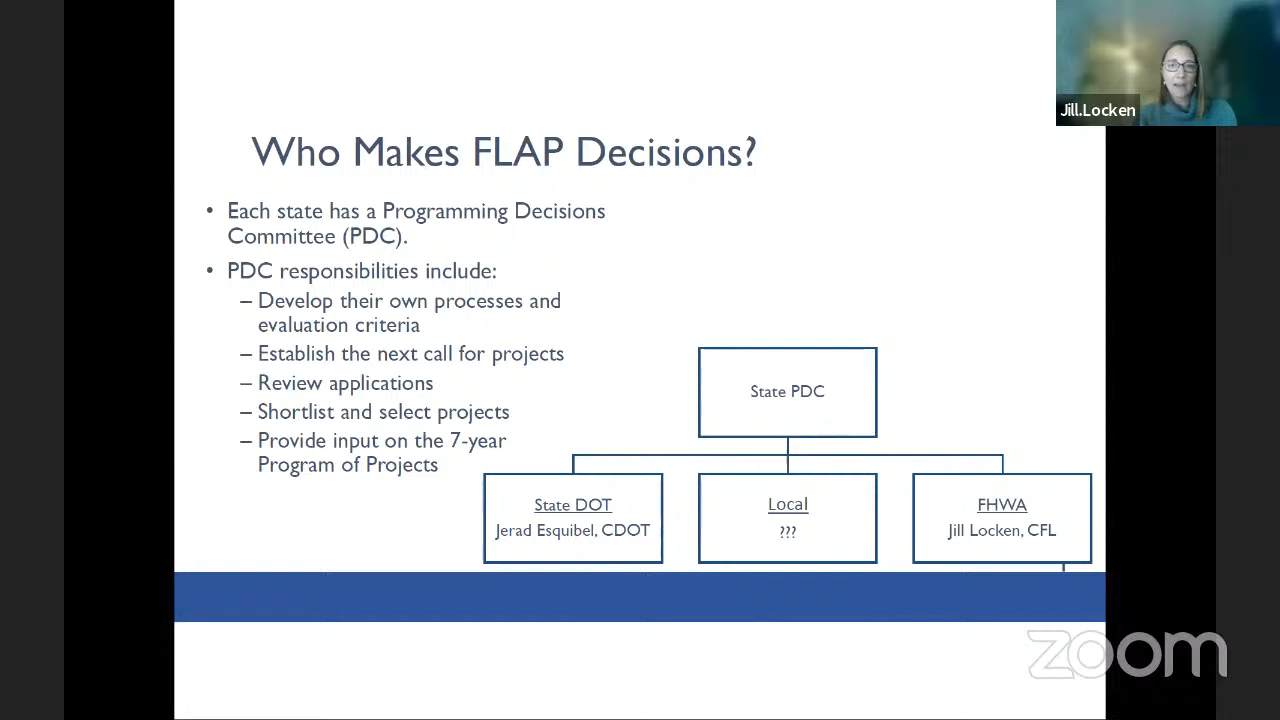 Jill.Locken
Who Makes FLAP Decisions?
• Each state has a Programming Decisions
Committee (PDC).
• PDC responsibilities include:
– Develop their own processes and
evaluation criteria
– Establish the next call for projects
– Review applications
– Shortlist and select projects
– Provide input on the 7-year
Program of Projects
State PDC
State DOT
Jerad Esquibel, CDOT
Local
???
FHWA
Jill Locken, CFL
zoom